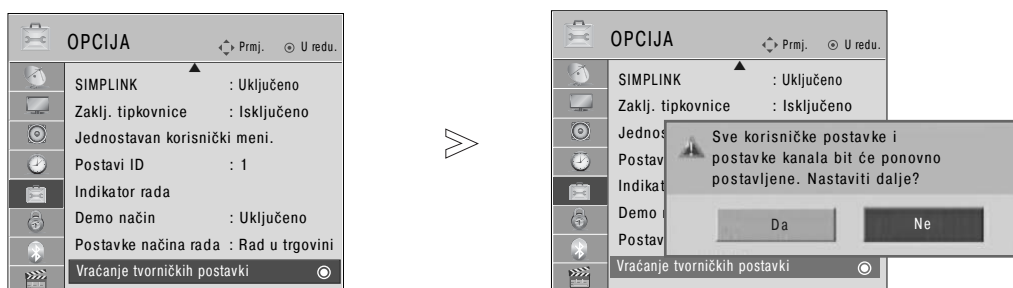 OPCIJA
Prmj.
U redu.
SIMPLINK : Uključeno
Zaklj. tipkovnice : Isključeno
Jednostavan korisnički meni.
Postavi ID : 1
Indikator rada
Demo način : Uključeno
Postavke načina rada : Rad u trgovini
Vraćanje tvorničkih postavki
OPCIJA
Prmj.
U redu.
SIMPLINK : Uključeno
Zaklj. tipkovnice : Isključeno
Jednos
Postav
Indikat
Demo
Postav
Vraćanje tvorničkih postavki
Sve korisničke postavke i
postavke kanala bit će ponovno
postavljene. Nastaviti dalje?
Da
Ne